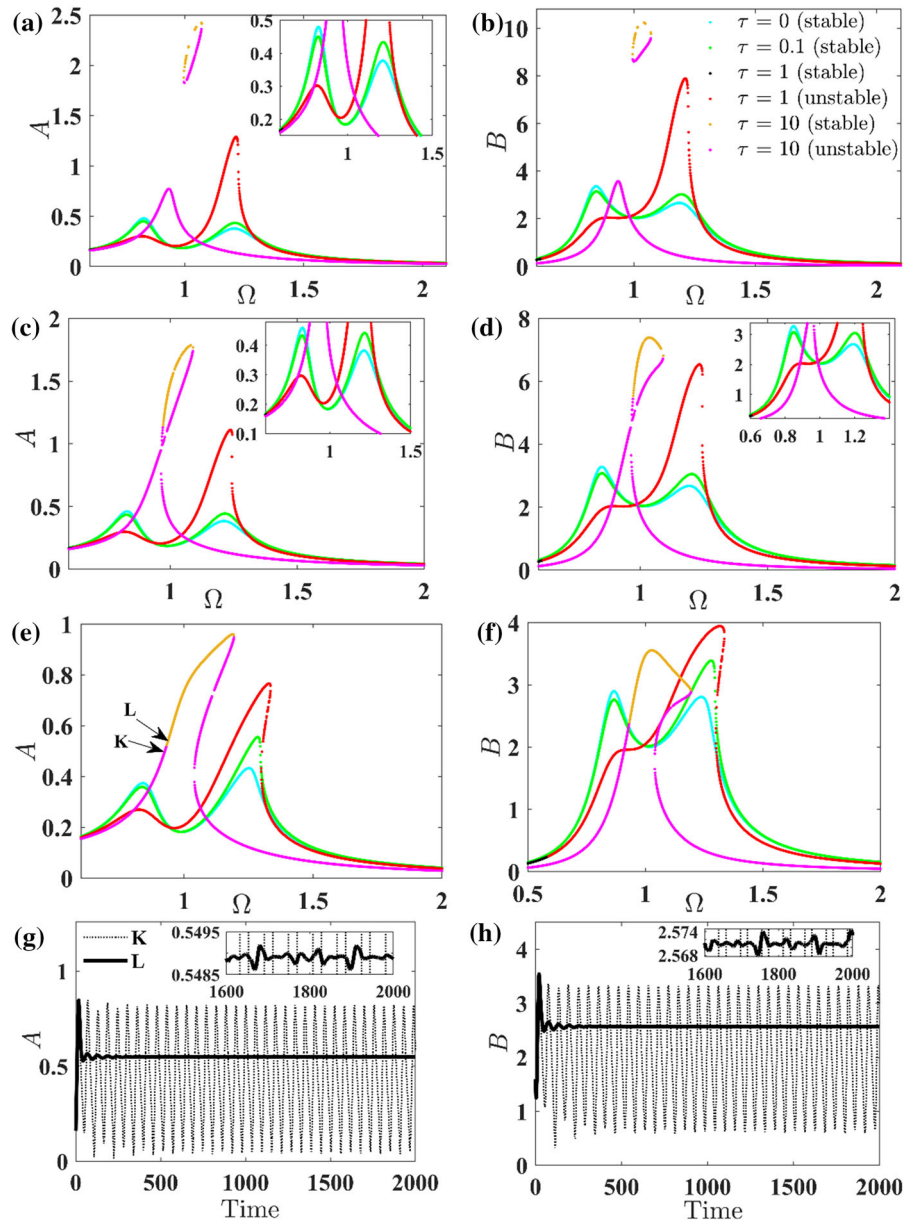 (a)
2.5
2
1.5
1
0.5
0
A
1
1.5
2
Ω
0.5
0.4
0.3
0.2
1
1.5
(b)
10
8
6
4
2
0
B
1
1.5
2
Ω
τ = 0 (stable)
τ = 0.1 (stable)
τ = 1 (stable)
τ = 1 (unstable)
τ = 10 (stable)
τ = 10 (unstable)
(c)
2
1.5
1
0.5
0
A
1
1.5
2
Ω
0.4
0.3
0.2
0.1
1
1.5
(d)
8
6
4
2
0
B
1
1.5
2
Ω
3
2
1
0.6
0.8
1
1.2
(e)
1
0.8
0.6
0.4
0.2
0
A
L
K
1
1.5
2
Ω
(f)
4
3
2
1
0
B
0.5
1
1.5
2
Ω
(g)
K
L
1
0.5
0
A
0.5495
0.5485
1600
1800
2000
0
500
1000
1500
2000
Time
(h)
4
3
2
1
0
B
2.574
2.568
1600
1800
2000
0
500
1000
1500
2000
Time